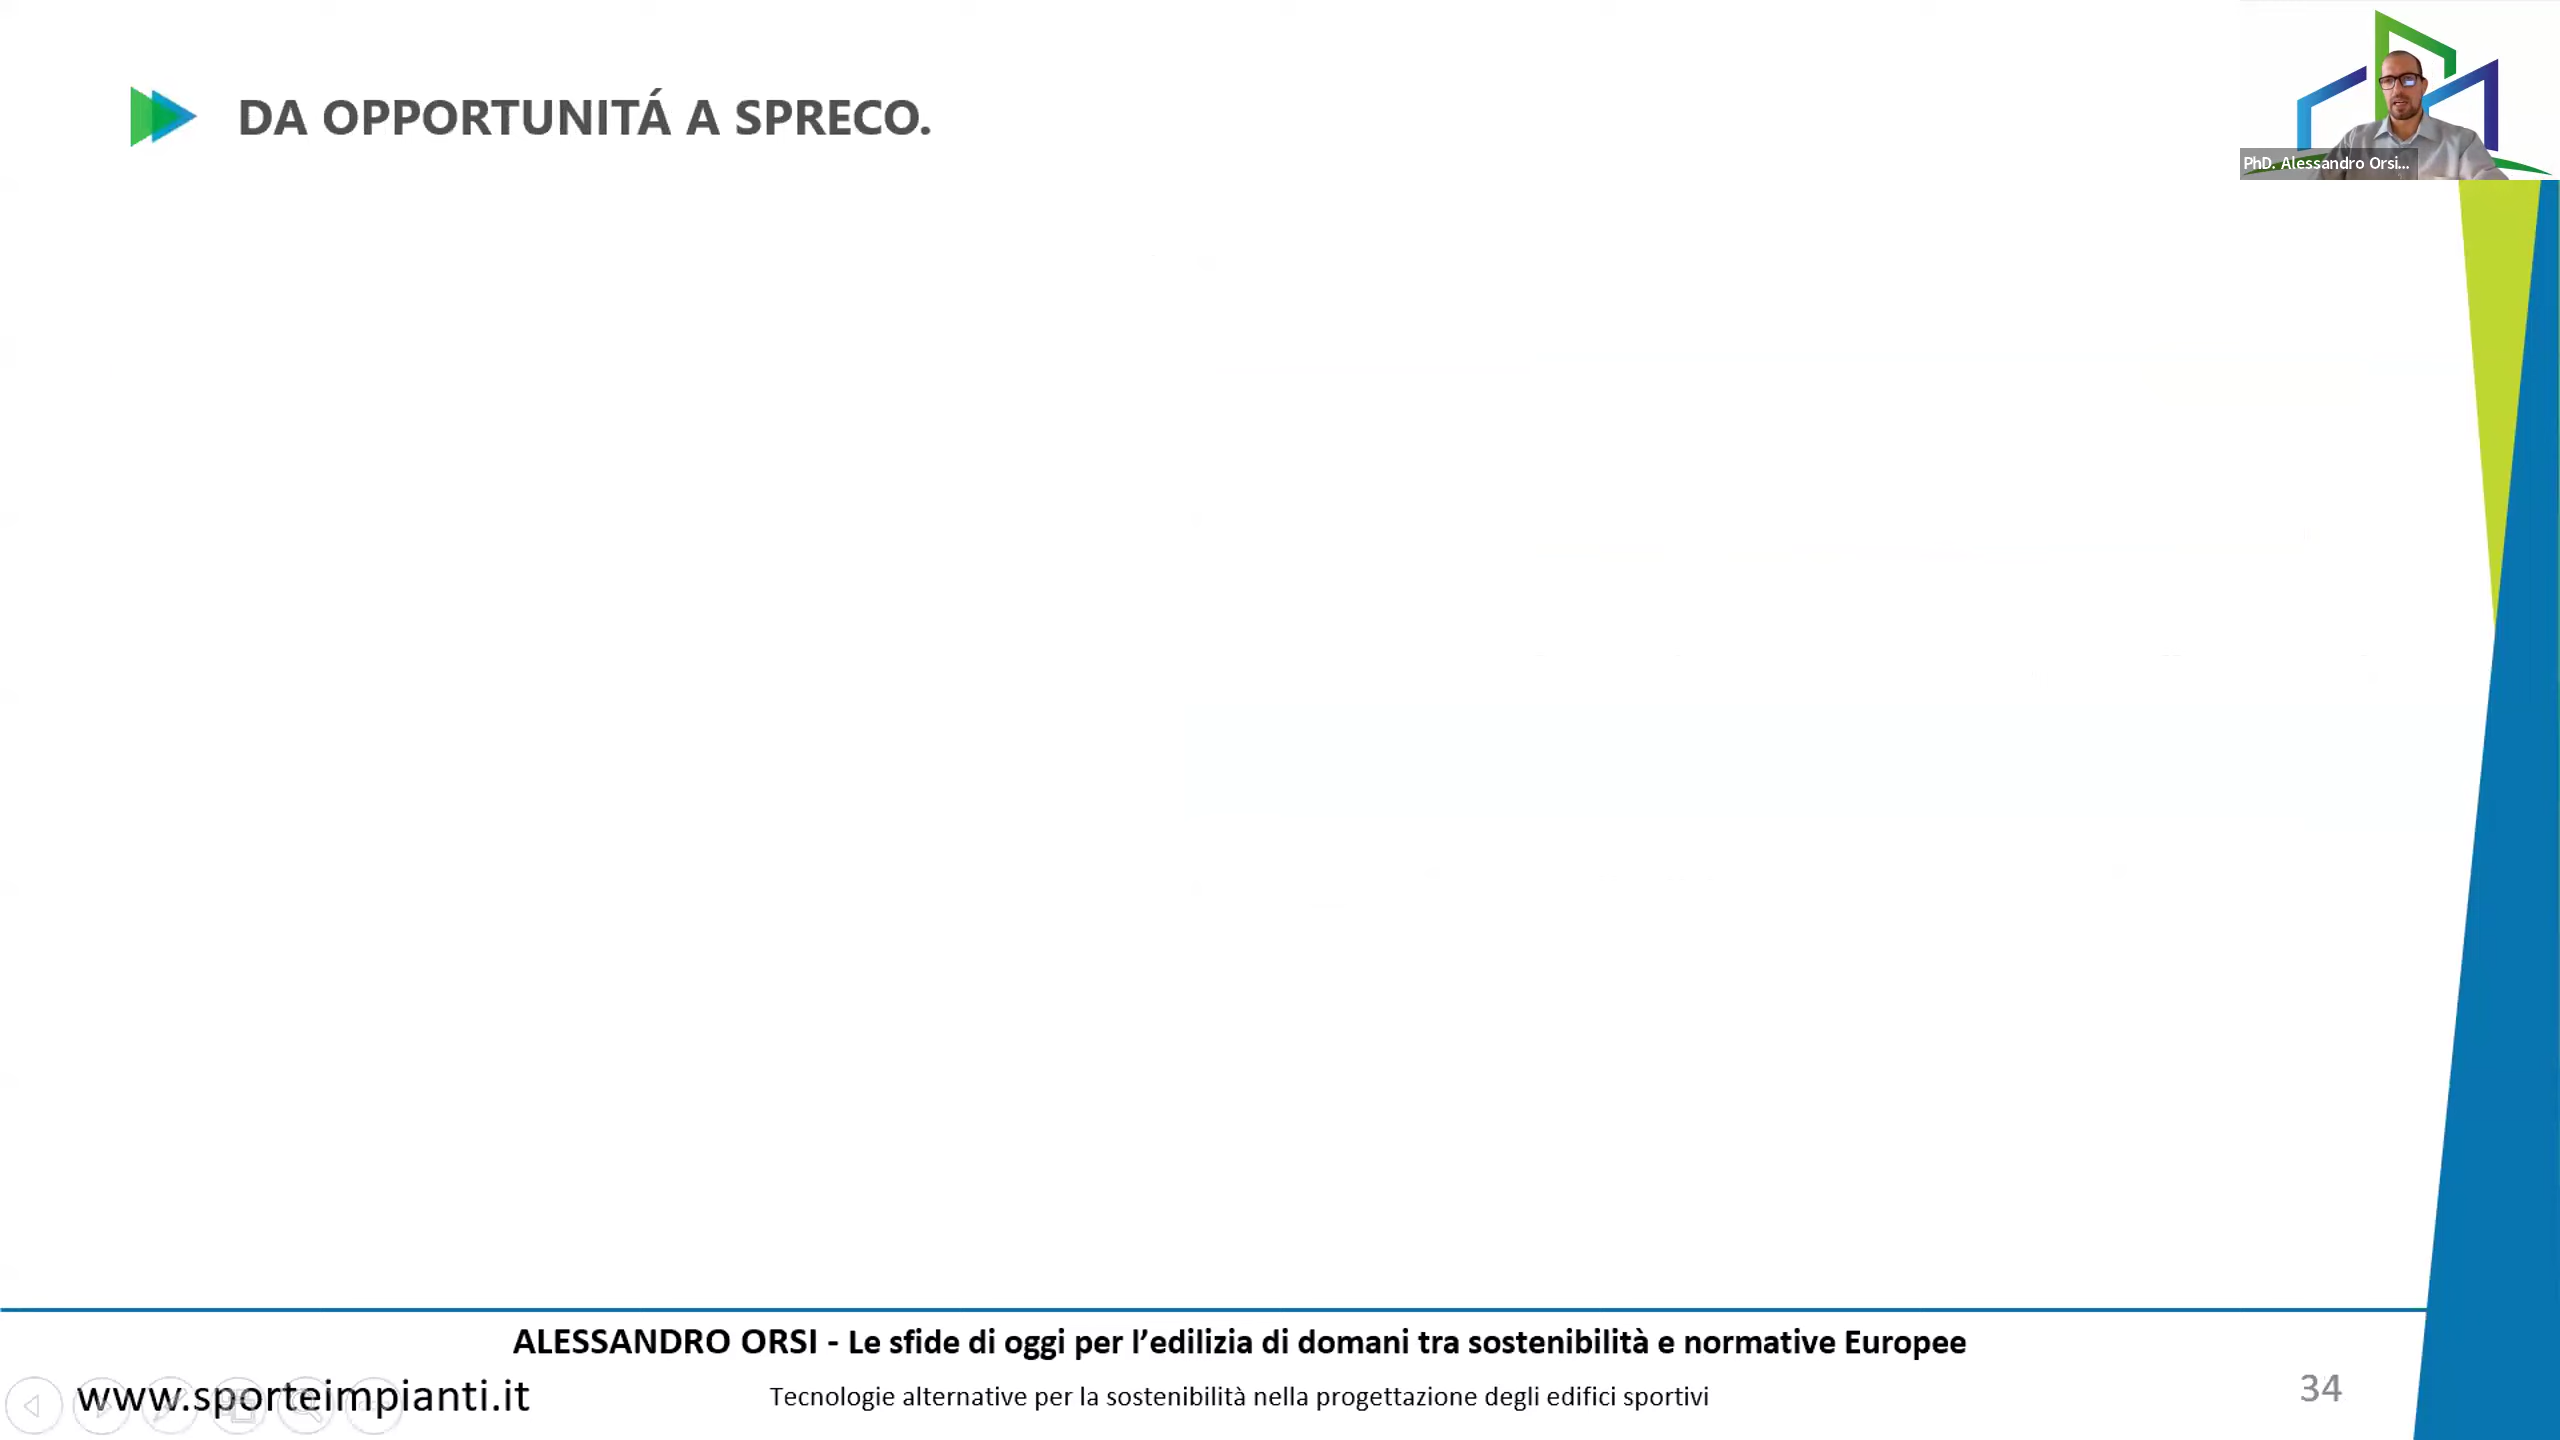 DA OPPORTUNITÁ A SPRECO.
PhD. Alessandro Orsi...
ALESSANDRO ORSI - Le sfide di oggi per l’edilizia di domani tra sostenibilità e normative Europee
www.sporteimpianti.it
Tecnologie alternative per la sostenibilità nella progettazione degli edifici sportivi
34